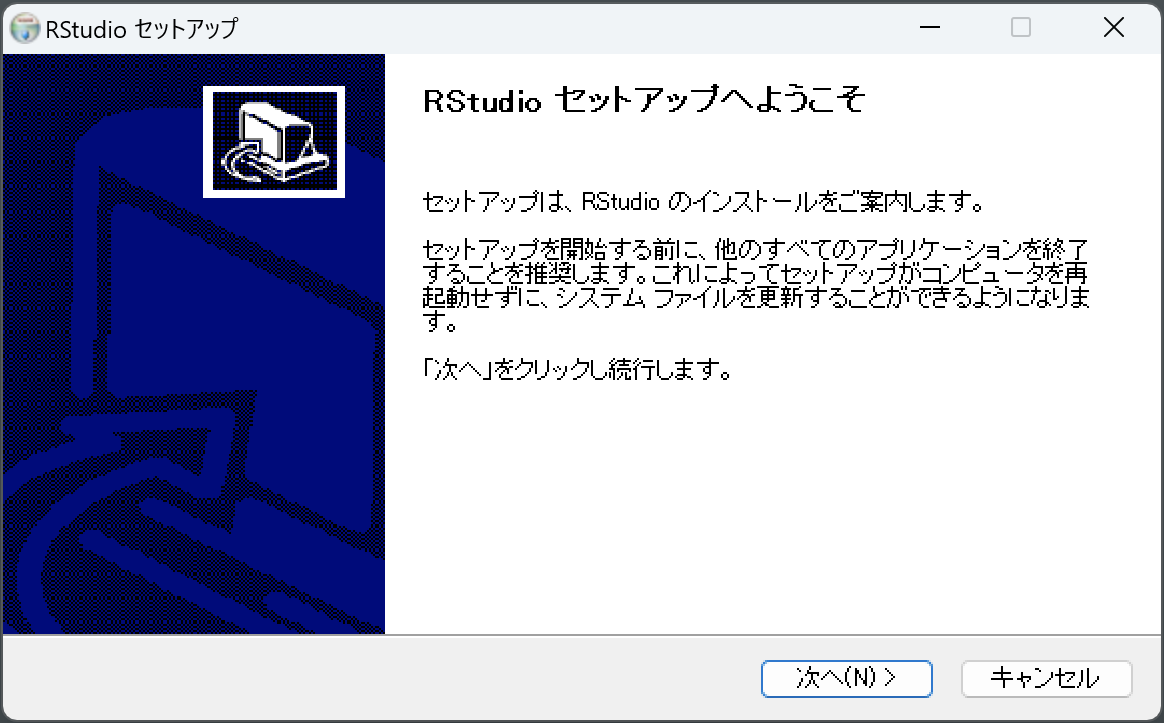 RStudio セットアップ
RStudio セットアップへようこそ
セットアップは、RStudio のインストールをご案内します。
セットアップを開始する前に、他のすべてのアプリケーションを終了
することを推奨します。これによってセットアップがコンピュータを再
起動せずに、システム ファイルを更新することができるようになりま
す。
「次へ」をクリックし続行します。
次へ(N) >
キャンセル